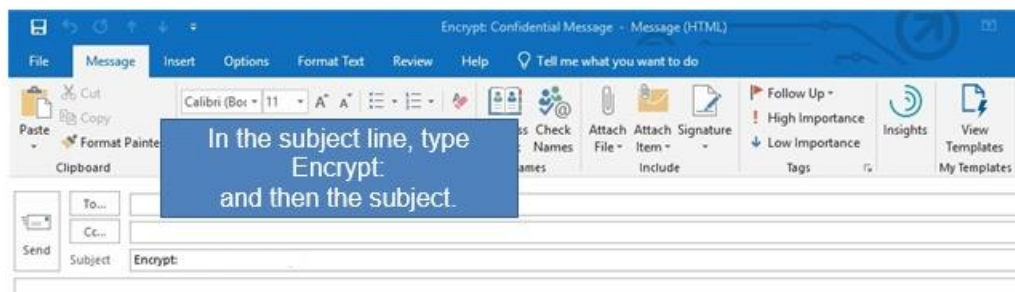 Encrypt: Confidential Message - Message (HTML)
File Message Insert Options Format Text Review Help Tell me what you want to do
Paste
Cut
Copy
Format Painte
Clipboard
Calibri (Boc 11 A A
Check Names
Attach File
Attach Item
Signature
Include
Follow Up
High Importance
Low Importance
Tags
Insights
View Templates
My Templates
In the subject line, type
Encrypt:
and then the subject.
Send
To...
Cc...
Subject Encrypt: